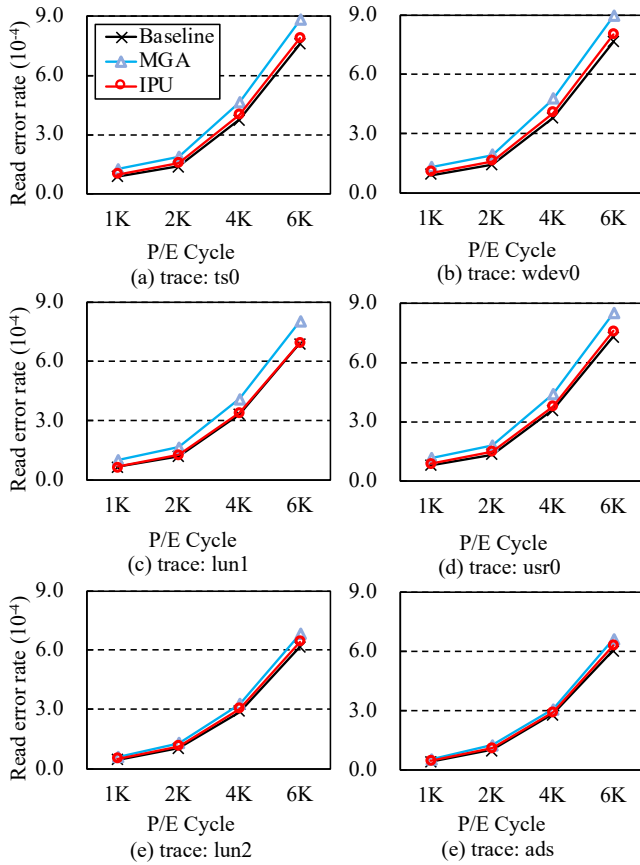 9.0
6.0
3.0
0.0
Read error rate (10-4)
Baseline
MGA
IPU
1K 2K 4K 6K
P/E Cycle
(a) trace: ts0
9.0
6.0
3.0
0.0
1K 2K 4K 6K
P/E Cycle
(b) trace: wdev0
9.0
6.0
3.0
0.0
Read error rate (10-4)
1K 2K 4K 6K
P/E Cycle
(c) trace: lun1
9.0
6.0
3.0
0.0
1K 2K 4K 6K
P/E Cycle
(d) trace: usr0
9.0
6.0
3.0
0.0
Read error rate (10-4)
1K 2K 4K 6K
P/E Cycle
(e) trace: lun2
9.0
6.0
3.0
0.0
1K 2K 4K 6K
P/E Cycle
(e) trace: ads